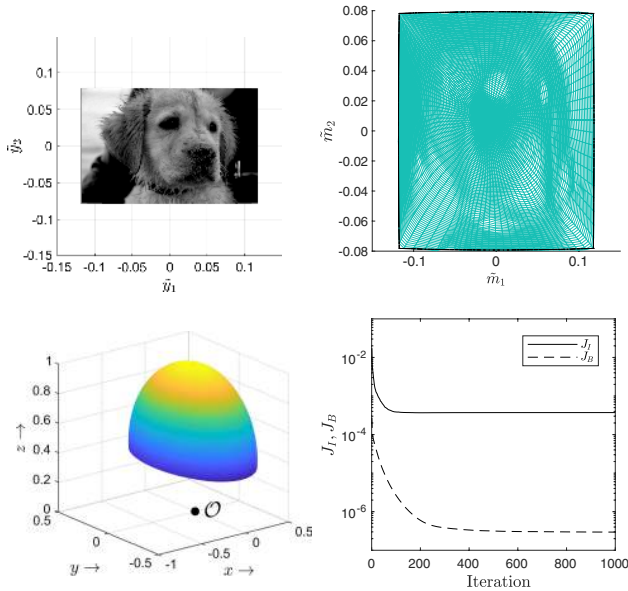 0.1
0.05
0
-0.05
-0.1
-0.15
ỹ₂
-0.15 -0.1 -0.05 0 0.05 0.1
ỹ₁
0.08
0.06
0.04
0.02
0
-0.02
-0.04
-0.06
-0.08
m̃₂
-0.1 0 0.1
m̃₁
1
0.8
0.6
0.4
0.2
0
z →
0.5
0
-0.5
y →
-1
0
0.5
x →
O
10⁻²
10⁻⁴
10⁻⁶
J_I, J_B
J_I
J_B
0 200 400 600 800 1000
Iteration